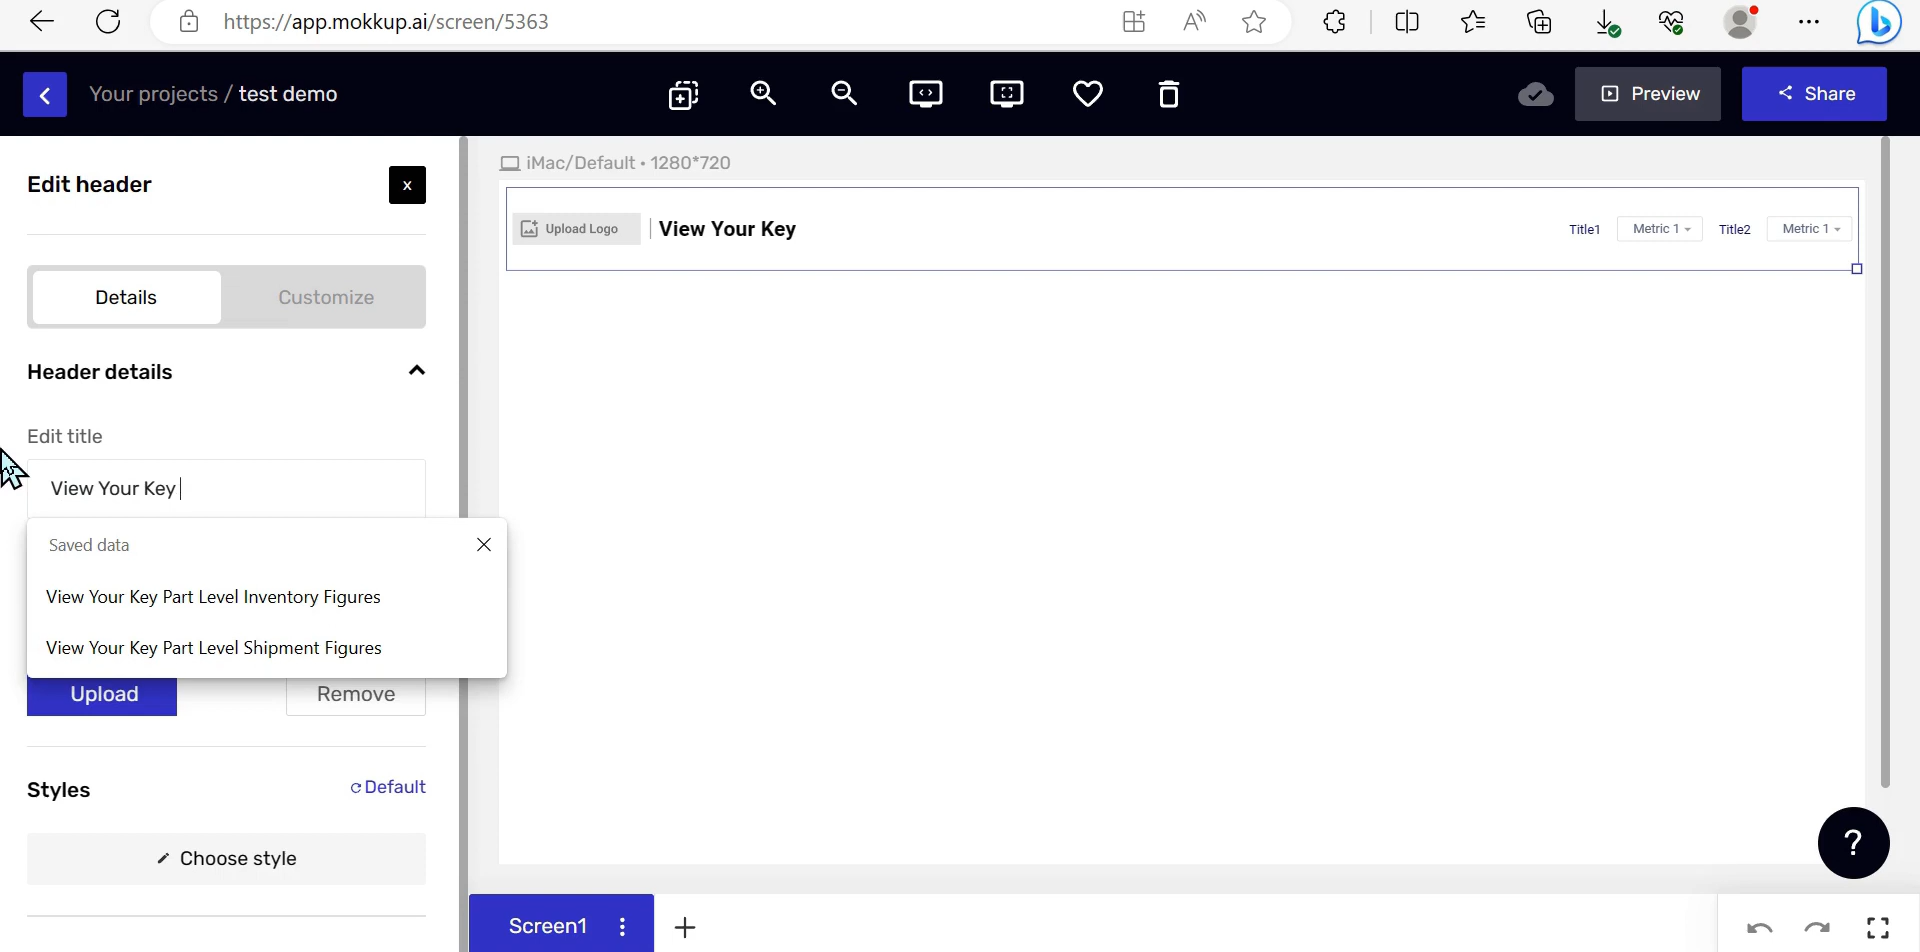 https://app.mokkup.ai/screen/5363
Your projects / test demo
Preview
Share
Edit header
x
Details
Customize
Header details
Edit title
View Your Key
Saved data
View Your Key Part Level Inventory Figures
View Your Key Part Level Shipment Figures
Upload
Remove
Styles
Default
Choose style
iMac/Default • 1280*720
Upload Logo
View Your Key
Title1
Metric 1
Title2
Metric 1
?
Screen1